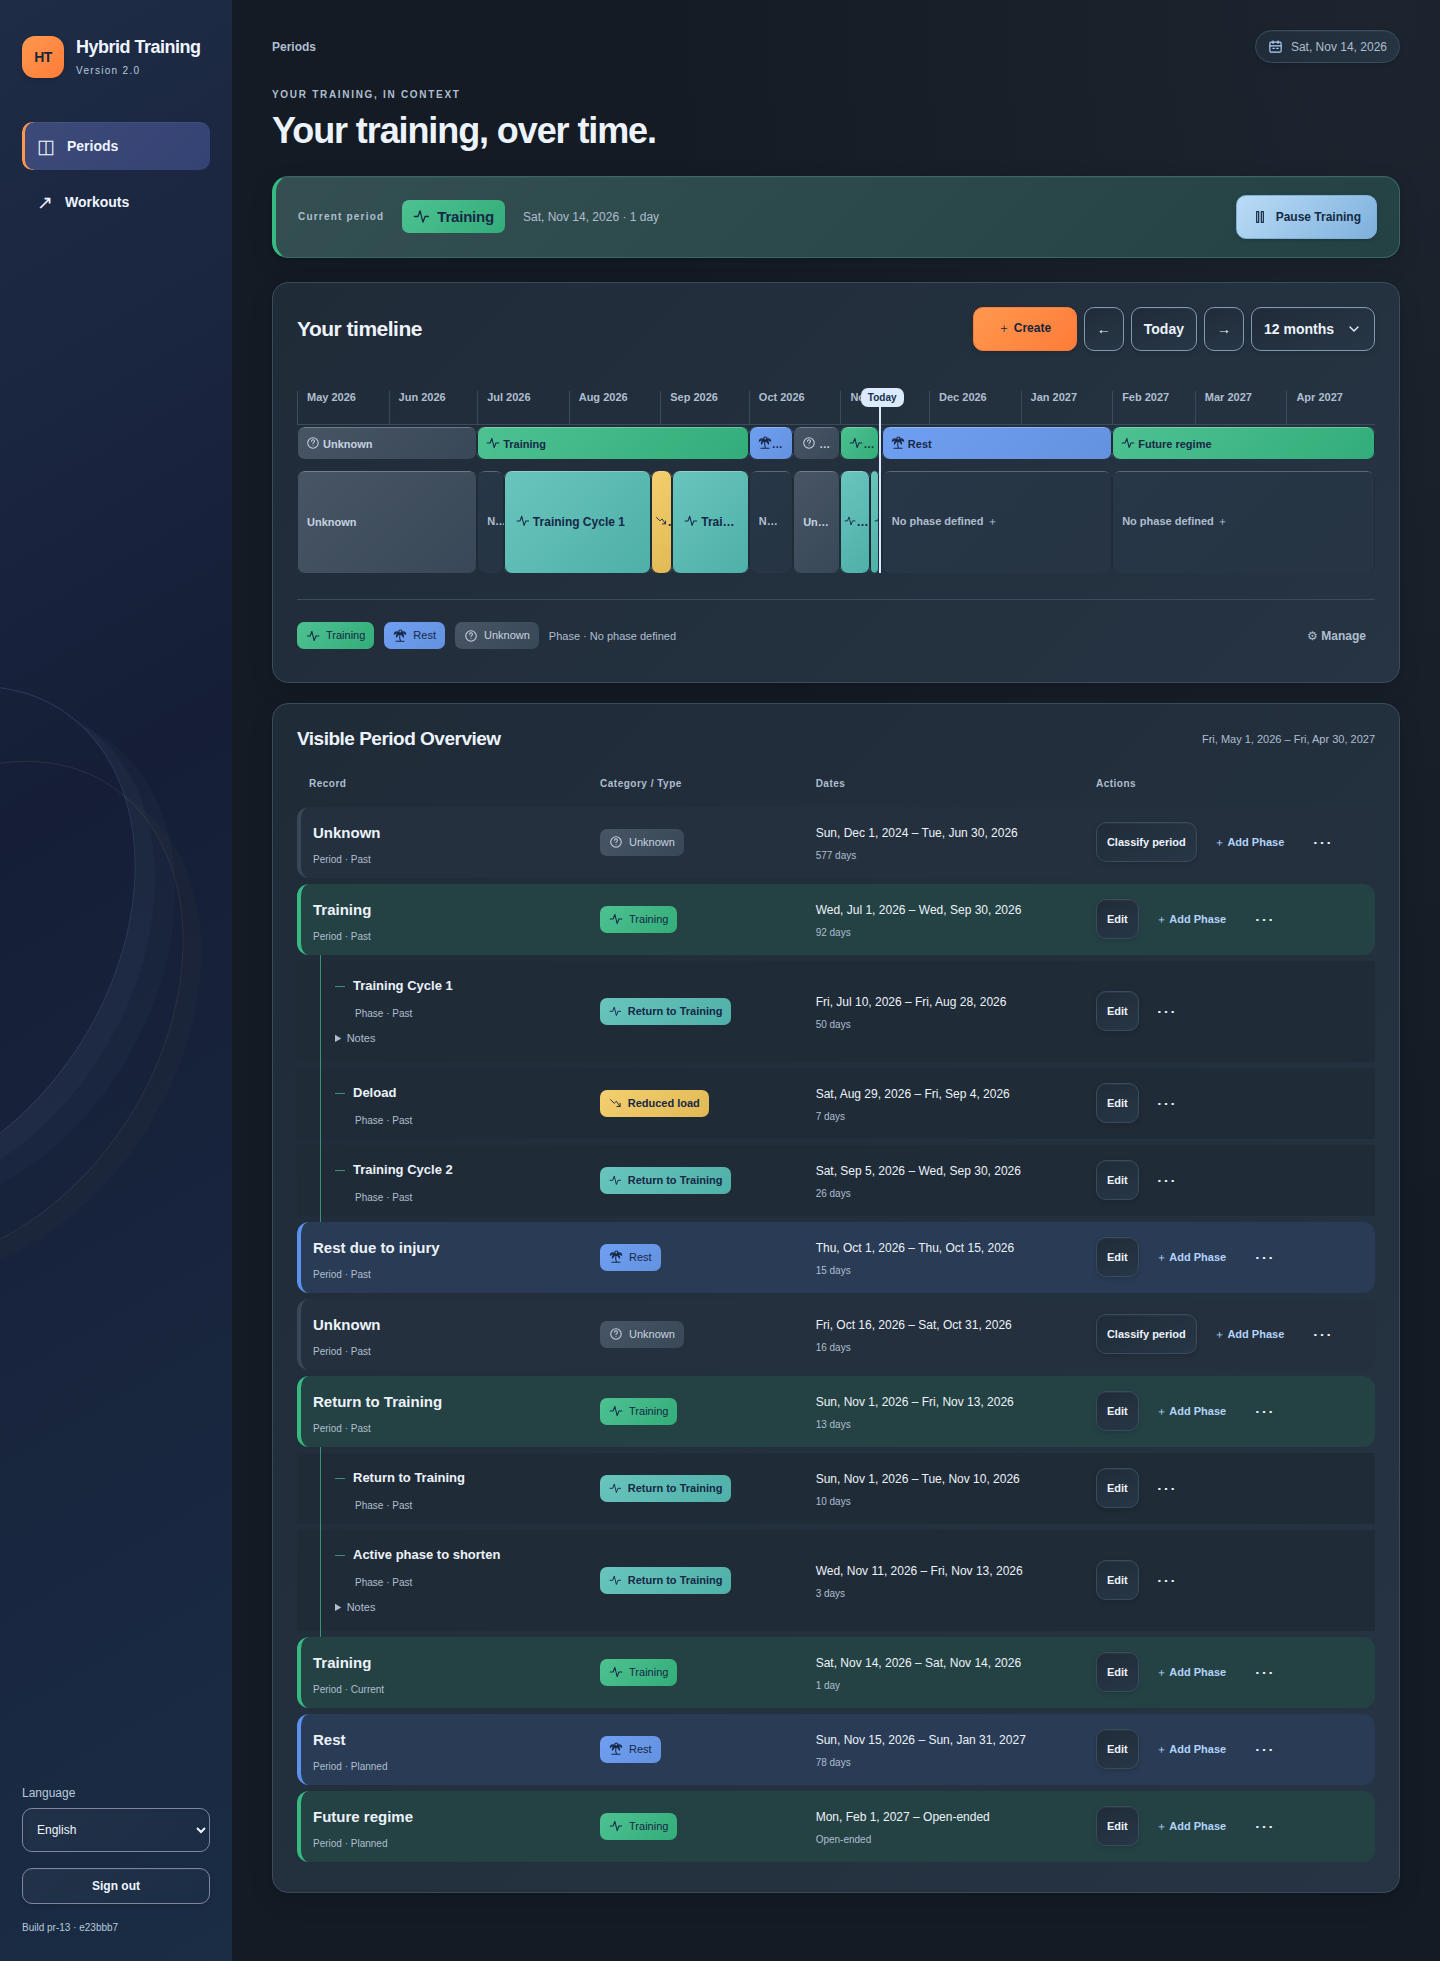 HT
Hybrid Training
Version 2.0
Periods
Workouts
Language
English
Sign out
Build pr-13 · e23bbb7
Periods
Sat, Nov 14, 2026
YOUR TRAINING, IN CONTEXT
Your training, over time.
Current period Training Sat, Nov 14, 2026 · 1 day Pause Training
Your timeline
+ Create ← Today → 12 months
May 2026 Jun 2026 Jul 2026 Aug 2026 Sep 2026 Oct 2026 No Today Dec 2026 Jan 2027 Feb 2027 Mar 2027 Apr 2027
Unknown Training ... ... ... Rest Future regime
Unknown N... Training Cycle 1 Trai... N... Un... ... No phase defined + No phase defined +
Training Rest Unknown Phase · No phase defined ⚙ Manage
Visible Period Overview
Fri, May 1, 2026 – Fri, Apr 30, 2027
Record Category / Type Dates Actions
Unknown
Period · Past
Unknown
Sun, Dec 1, 2024 – Tue, Jun 30, 2026
577 days
Classify period + Add Phase ···
Training
Period · Past
Training
Wed, Jul 1, 2026 – Wed, Sep 30, 2026
92 days
Edit + Add Phase ···
— Training Cycle 1
Phase · Past
▶ Notes
Return to Training
Fri, Jul 10, 2026 – Fri, Aug 28, 2026
50 days
Edit ···
— Deload
Phase · Past
Reduced load
Sat, Aug 29, 2026 – Fri, Sep 4, 2026
7 days
Edit ···
— Training Cycle 2
Phase · Past
Return to Training
Sat, Sep 5, 2026 – Wed, Sep 30, 2026
26 days
Edit ···
Rest due to injury
Period · Past
Rest
Thu, Oct 1, 2026 – Thu, Oct 15, 2026
15 days
Edit + Add Phase ···
Unknown
Period · Past
Unknown
Fri, Oct 16, 2026 – Sat, Oct 31, 2026
16 days
Classify period + Add Phase ···
Return to Training
Period · Past
Training
Sun, Nov 1, 2026 – Fri, Nov 13, 2026
13 days
Edit + Add Phase ···
— Return to Training
Phase · Past
Return to Training
Sun, Nov 1, 2026 – Tue, Nov 10, 2026
10 days
Edit ···
— Active phase to shorten
Phase · Past
▶ Notes
Return to Training
Wed, Nov 11, 2026 – Fri, Nov 13, 2026
3 days
Edit ···
Training
Period · Current
Training
Sat, Nov 14, 2026 – Sat, Nov 14, 2026
1 day
Edit + Add Phase ···
Rest
Period · Planned
Rest
Sun, Nov 15, 2026 – Sun, Jan 31, 2027
78 days
Edit + Add Phase ···
Future regime
Period · Planned
Training
Mon, Feb 1, 2027 – Open-ended
Open-ended
Edit + Add Phase ···